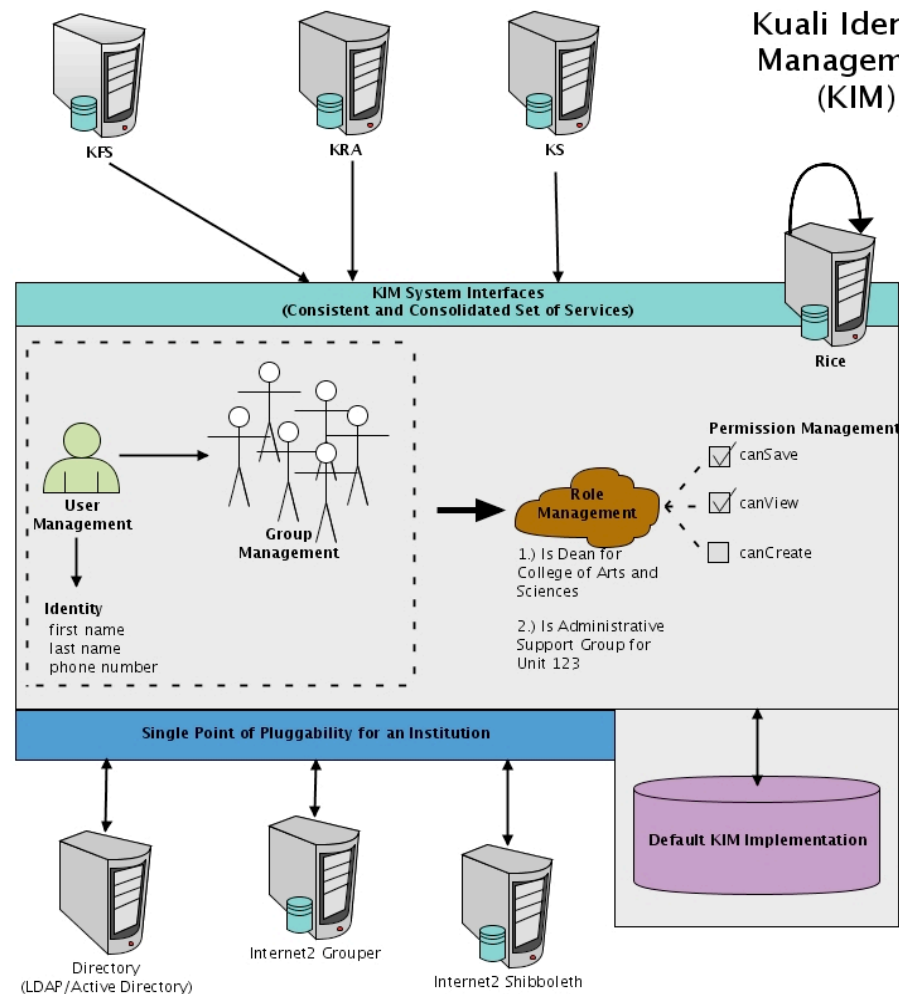 Kuali Iden
Managem
(KIM)
KFS
KRA
KS
KIM System Interfaces
(Consistent and Consolidated Set of Services)
Rice
User
Management
Group
Management
Identity
first name
last name
phone number
Role
Management
1.) Is Dean for
College of Arts and
Sciences
2.) Is Administrative
Support Group for
Unit 123
Permission Management
canSave
canView
canCreate
Single Point of Pluggability for an Institution
Default KIM Implementation
Directory
(LDAP/Active Directory)
Internet2 Grouper
Internet2 Shibboleth